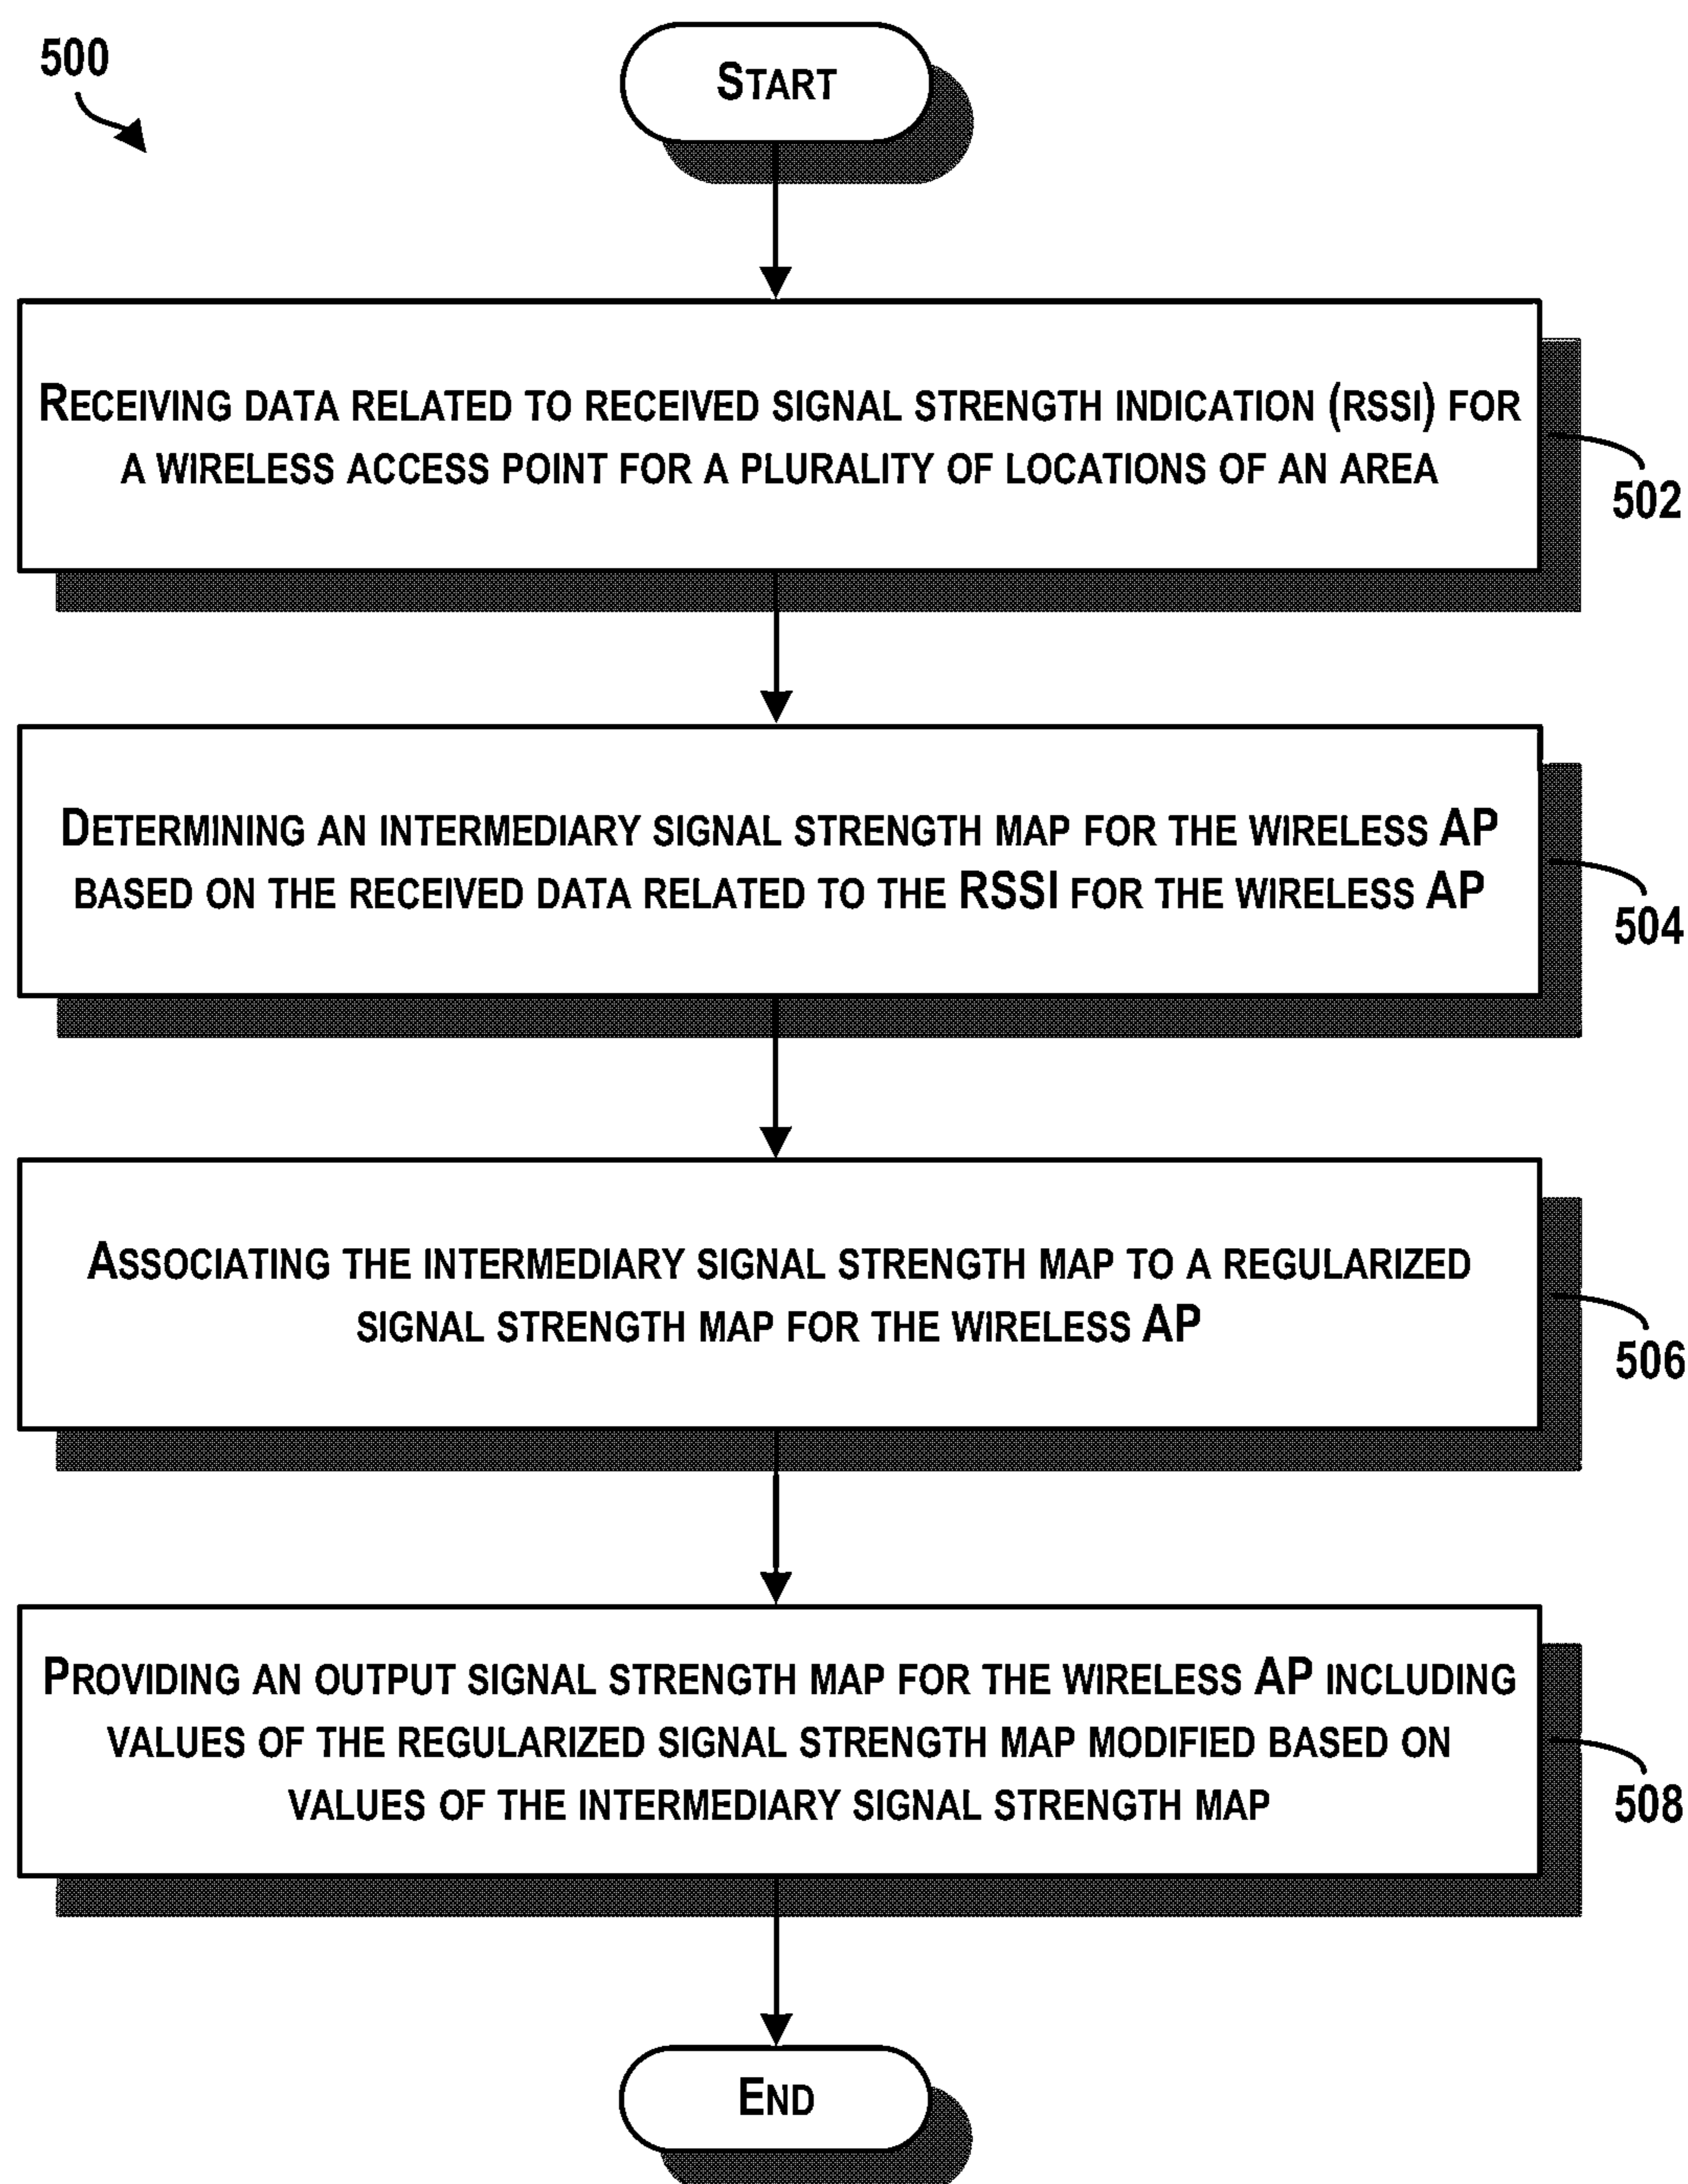 500
START
RECEIVING DATA RELATED TO RECEIVED SIGNAL STRENGTH INDICATION (RSSI) FOR
A WIRELESS ACCESS POINT FOR A PLURALITY OF LOCATIONS OF AN AREA
502
DETERMINING AN INTERMEDIARY SIGNAL STRENGTH MAP FOR THE WIRELESS AP
BASED ON THE RECEIVED DATA RELATED TO THE RSSI FOR THE WIRELESS AP
504
ASSOCIATING THE INTERMEDIARY SIGNAL STRENGTH MAP TO A REGULARIZED
SIGNAL STRENGTH MAP FOR THE WIRELESS AP
506
PROVIDING AN OUTPUT SIGNAL STRENGTH MAP FOR THE WIRELESS AP INCLUDING
VALUES OF THE REGULARIZED SIGNAL STRENGTH MAP MODIFIED BASED ON
VALUES OF THE INTERMEDIARY SIGNAL STRENGTH MAP
508
END